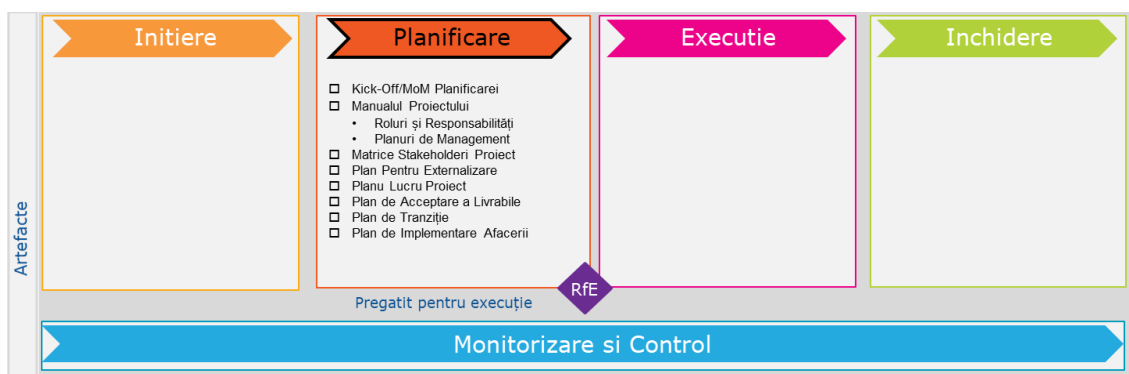 Artefacte
Initiere
Planificare
Executie
Inchidere
Kick-Off/MoM Planificarei
Manualul Proiectului
• Roluri și Responsabilități
• Planuri de Management
Matrice Stakeholderi Proiect
Plan Pentru Externalizare
Planu Lucru Proiect
Plan de Acceptare a Livrabile
Plan de Tranziție
Plan de Implementare Afacerii
RfE
Pregatit pentru execuție
Monitorizare si Control